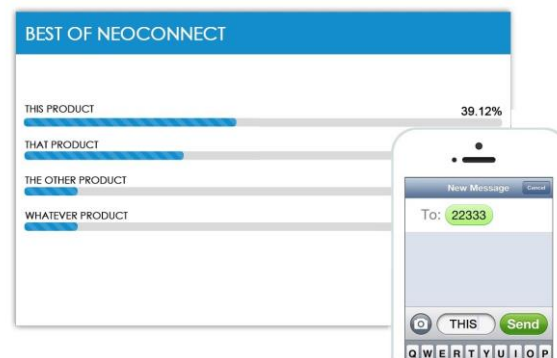 BEST OF NEOCONNECT
THIS PRODUCT
39.12%
THAT PRODUCT
THE OTHER PRODUCT
WHATEVER PRODUCT
New Message
Cancel
To: 22333
THIS
Send
Q W E R T Y U I O P